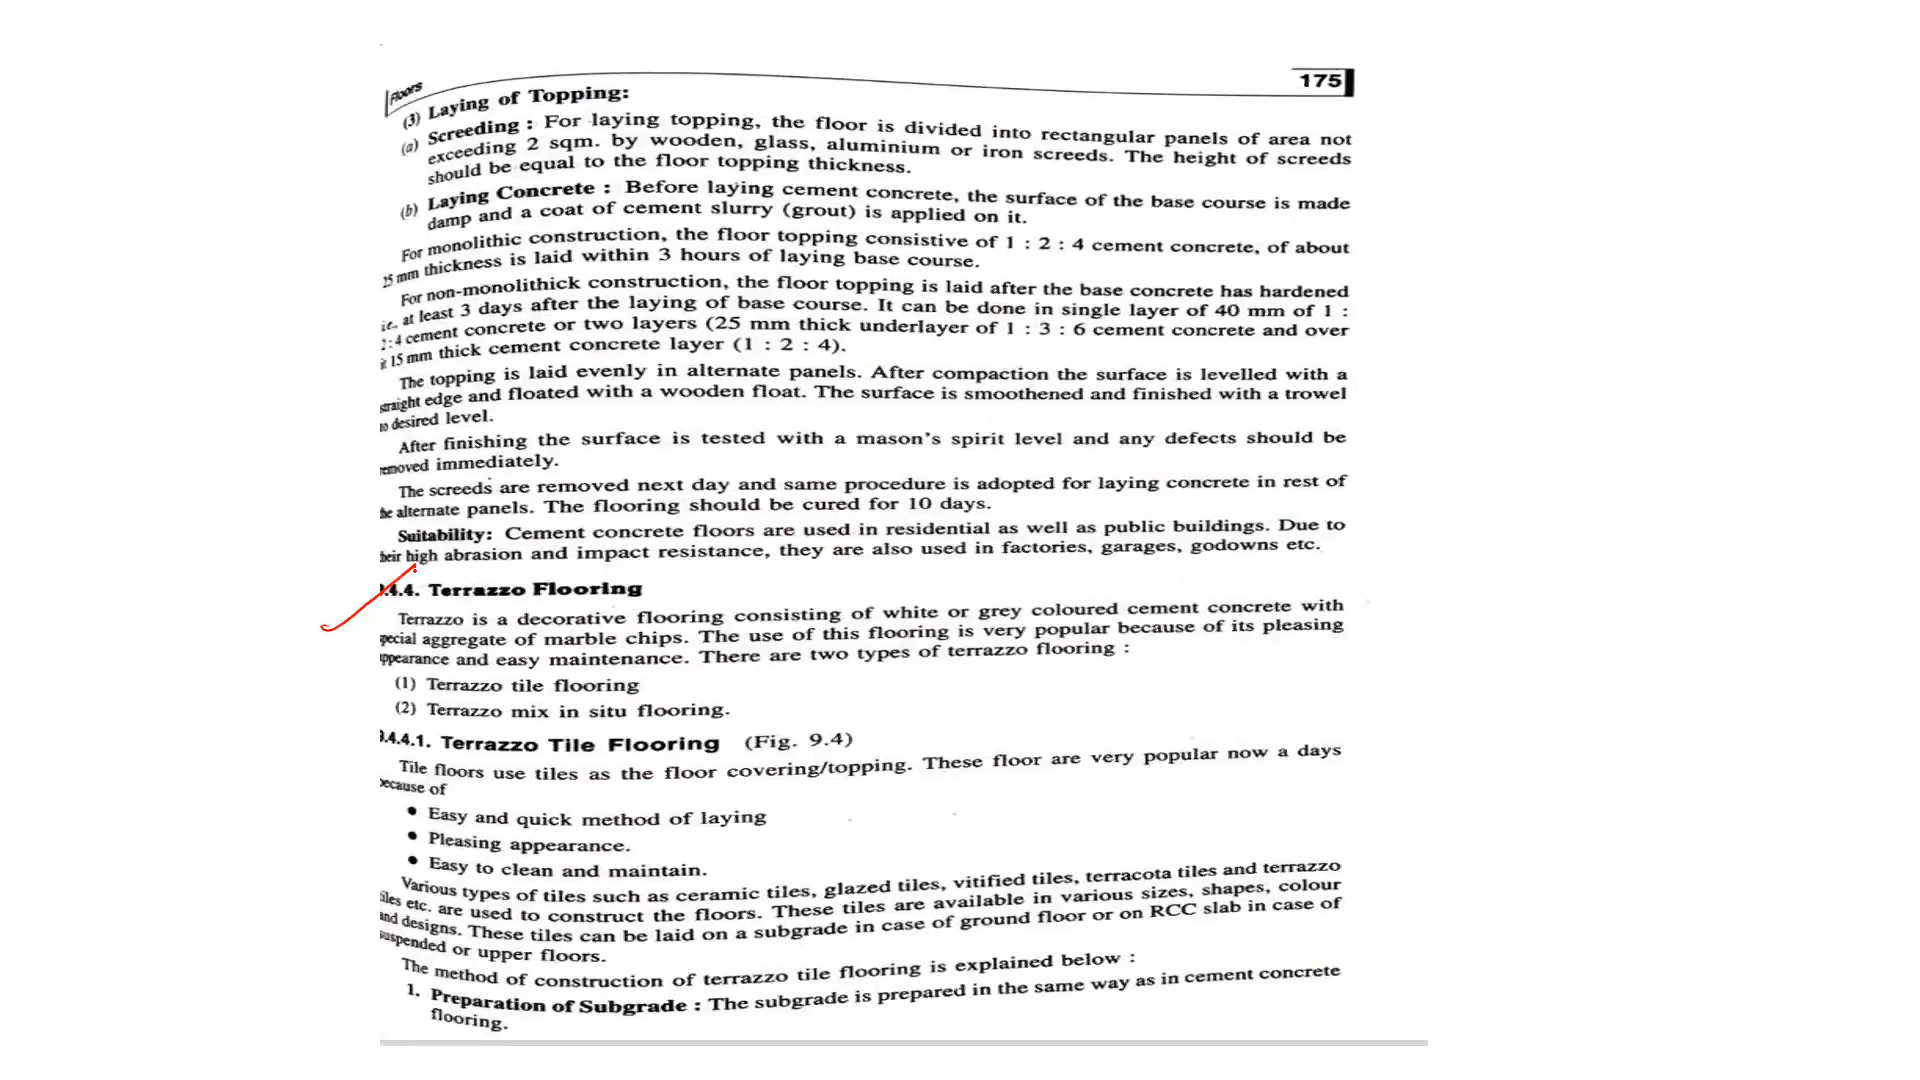 Floors
175
(3) Laying of Topping:
(a) Screeding : For laying topping, the floor is divided into rectangular panels of area not
exceeding 2 sqm. by wooden, glass, aluminium or iron screeds. The height of screeds
should be equal to the floor topping thickness.
(b) Laying Concrete : Before laying cement concrete, the surface of the base course is made
damp and a coat of cement slurry (grout) is applied on it.
For monolithic construction, the floor topping consistive of 1 : 2 : 4 cement concrete, of about
25 mm thickness is laid within 3 hours of laying base course.
For non-monolithick construction, the floor topping is laid after the base concrete has hardened
i.e., at least 3 days after the laying of base course. It can be done in single layer of 40 mm of 1 :
2 : 4 cement concrete or two layers (25 mm thick underlayer of 1 : 3 : 6 cement concrete and over
it 15 mm thick cement concrete layer (1 : 2 : 4).
The topping is laid evenly in alternate panels. After compaction the surface is levelled with a
straight edge and floated with a wooden float. The surface is smoothened and finished with a trowel
to desired level.
After finishing the surface is tested with a mason's spirit level and any defects should be
removed immediately.
The screeds are removed next day and same procedure is adopted for laying concrete in rest of
the alternate panels. The flooring should be cured for 10 days.
Suitability: Cement concrete floors are used in residential as well as public buildings. Due to
their high abrasion and impact resistance, they are also used in factories, garages, godowns etc.
9.4.4. Terrazzo Flooring
Terrazzo is a decorative flooring consisting of white or grey coloured cement concrete with
special aggregate of marble chips. The use of this flooring is very popular because of its pleasing
appearance and easy maintenance. There are two types of terrazzo flooring :
(1) Terrazzo tile flooring
(2) Terrazzo mix in situ flooring.
9.4.4.1. Terrazzo Tile Flooring (Fig. 9.4)
Tile floors use tiles as the floor covering/topping. These floor are very popular now a days
because of
• Easy and quick method of laying
• Pleasing appearance.
• Easy to clean and maintain.
Various types of tiles such as ceramic tiles, glazed tiles, vitified tiles, terracota tiles and terrazzo
tiles etc. are used to construct the floors. These tiles are available in various sizes, shapes, colour
and designs. These tiles can be laid on a subgrade in case of ground floor or on RCC slab in case of
suspended or upper floors.
The method of construction of terrazzo tile flooring is explained below :
1. Preparation of Subgrade : The subgrade is prepared in the same way as in cement concrete
flooring.